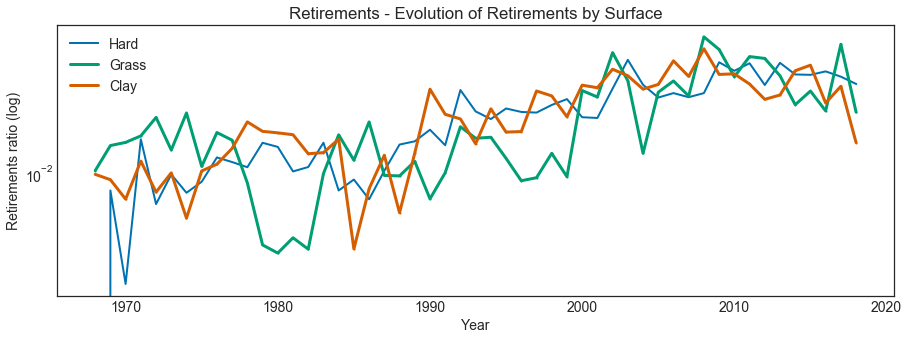 Retirements - Evolution of Retirements by Surface
Hard
Grass
Clay
Retirements ratio (log)
10⁻²
1970 1980 1990 2000 2010 2020
Year